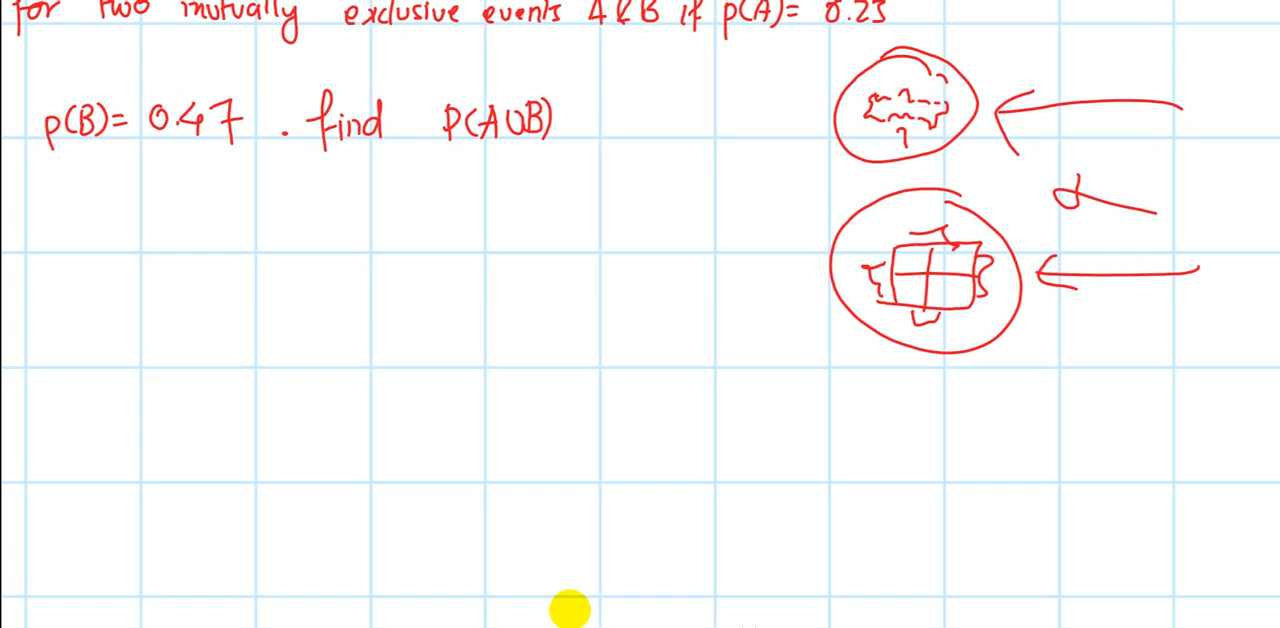 for two mutually exclusive events A & B if p(A)= 0.23
p(B)= 0.47 . find P(A∪B)